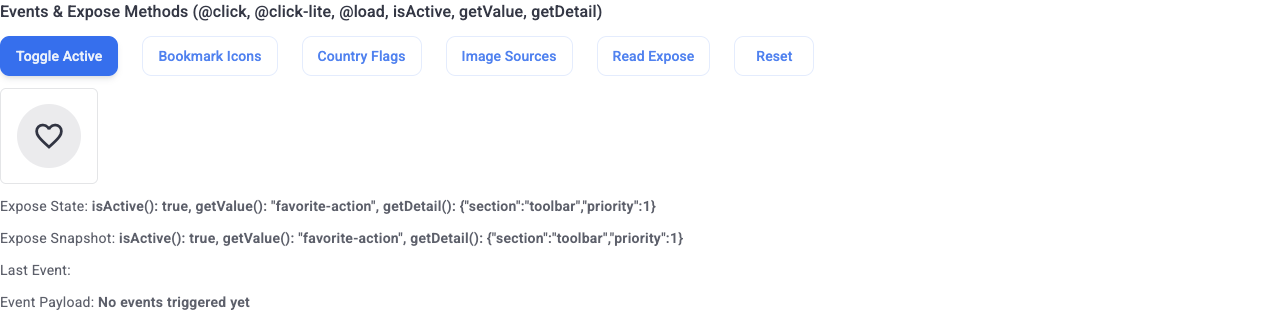 Events & Expose Methods (@click, @click-lite, @load, isActive, getValue, getDetail)
Toggle Active
Bookmark Icons
Country Flags
Image Sources
Read Expose
Reset
Expose State: isActive(): true, getValue(): "favorite-action", getDetail(): {"section":"toolbar","priority":1}
Expose Snapshot: isActive(): true, getValue(): "favorite-action", getDetail(): {"section":"toolbar","priority":1}
Last Event:
Event Payload: No events triggered yet